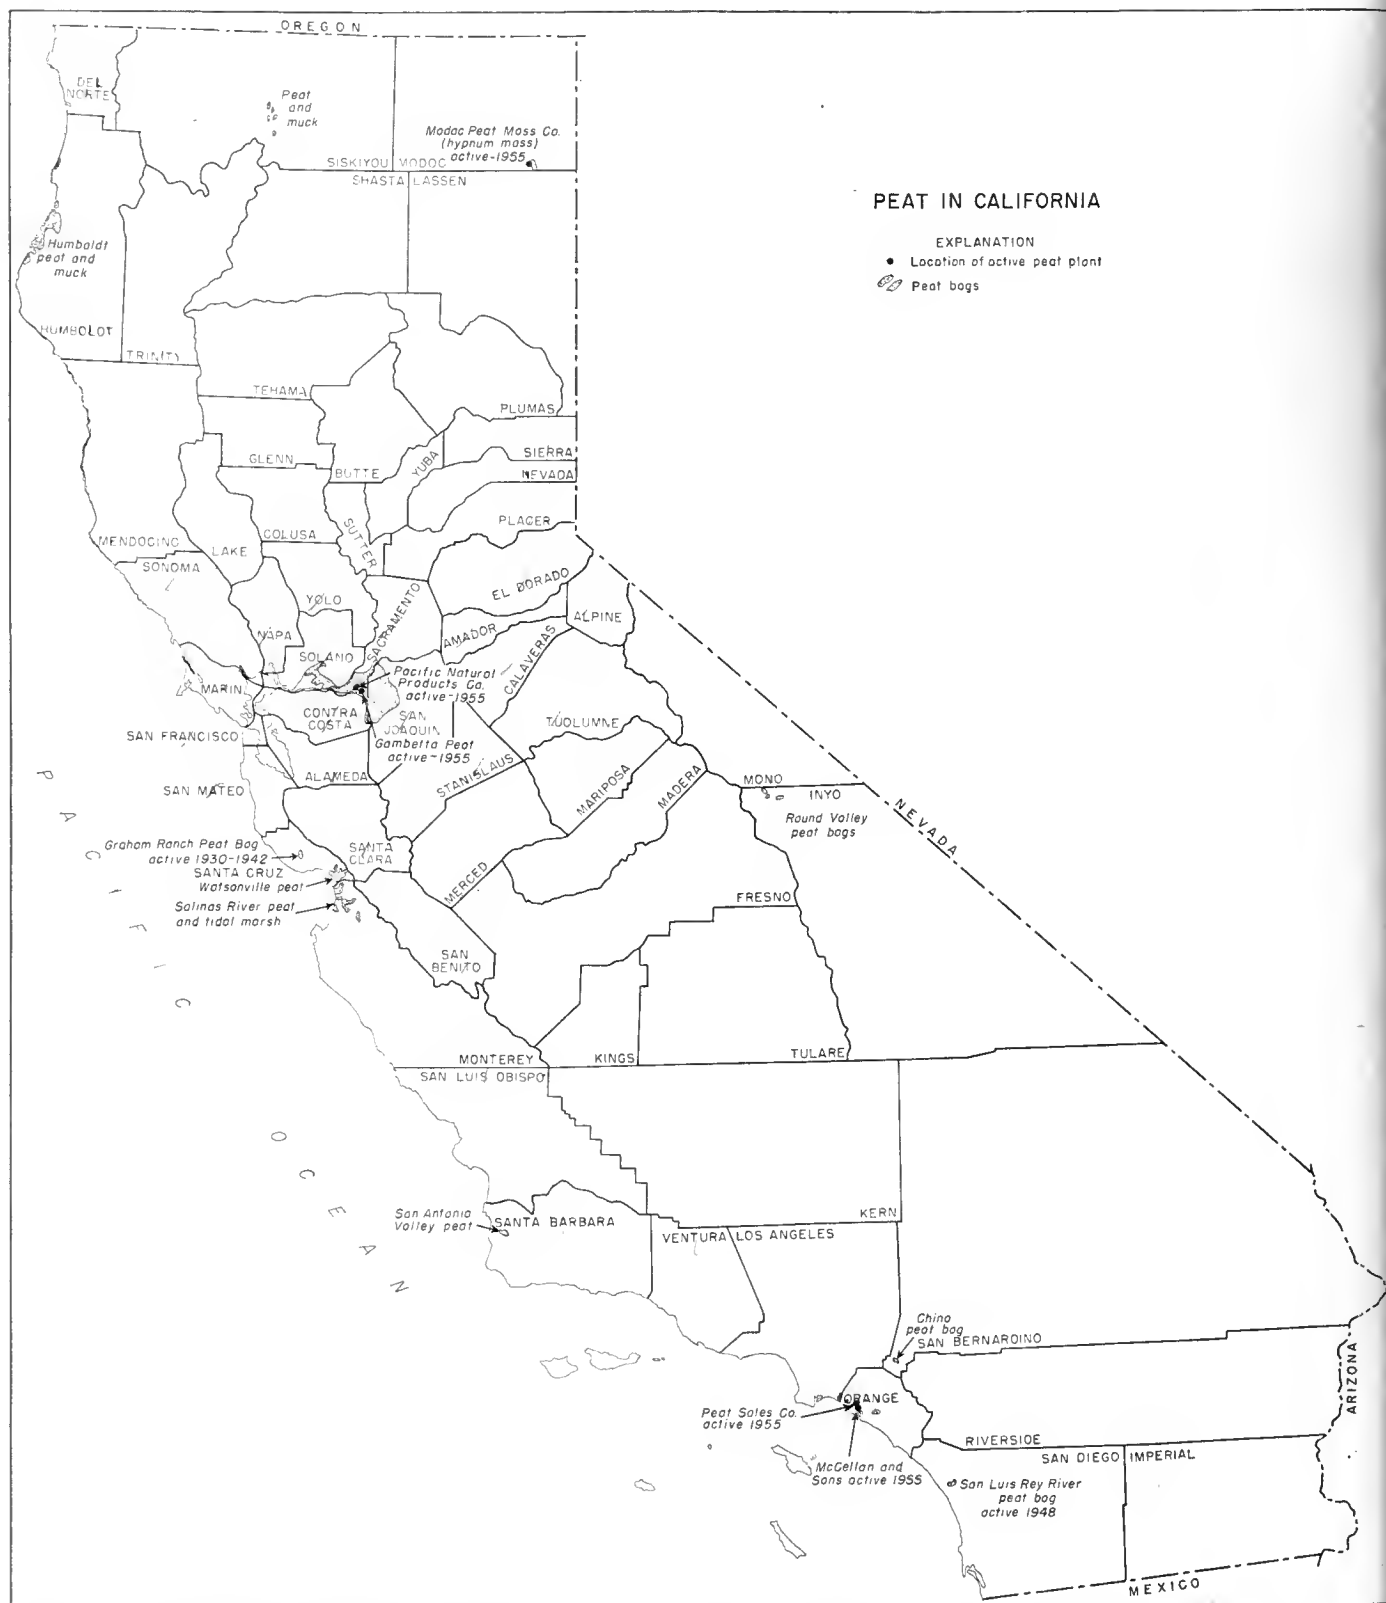 OREGON
DEL
NORTE
Peat
and
muck
Modoc Peat Moss Co.
(hypnum moss)
active-1955
SISKIYOU
MODOC
SHASTA
LASSEN
PEAT IN CALIFORNIA
EXPLANATION
Location of active peat plant
Peat bogs
Humboldt
peat and
muck
HUMBOLDT
TRINITY
TEHAMA
PLUMAS
GLENN
BUTTE
YUBA
SIERRA
NEVADA
PLACER
MENDOCINO
LAKE
COLUSA
SUTTER
SONOMA
YOLO
EL DORADO
NAPA
SACRAMENTO
AMADOR
ALPINE
SOLANO
CALAVERAS
MARIN
Pacific Natural
Products Co.
active-1955
CONTRA
COSTA
SAN
JOAQUIN
TUOLUMNE
SAN FRANCISCO
Gambetta Peat
active-1955
ALAMEDA
STANISLAUS
MARIPOSA
MADERA
MONO
INYO
SAN MATEO
Round Valley
peat bogs
NEVADA
Graham Ranch Peat Bog
active 1930-1942
SANTA
CLARA
SANTA CRUZ
Watsonville peat
MERCED
FRESNO
Salinas River peat
and tidal marsh
SAN
BENITO
MONTEREY
KINGS
TULARE
SAN LUIS OBISPO
PACIFIC OCEAN
San Antonio
Valley peat
SANTA BARBARA
KERN
VENTURA
LOS ANGELES
Chino
peat bog
SAN BERNARDINO
ARIZONA
ORANGE
Peat Sales Co.
active 1955
RIVERSIDE
SAN DIEGO
IMPERIAL
McCellan and
Sons active 1955
San Luis Rey River
peat bog
active 1948
MEXICO